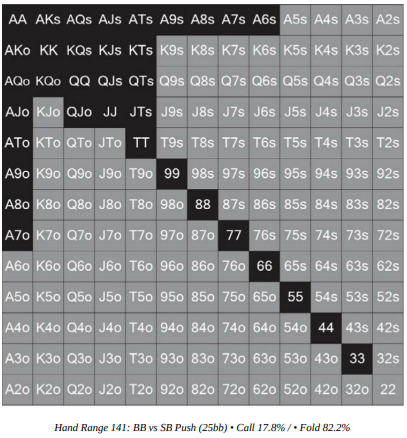 AA AKs AQs AJs ATs A9s A8s A7s A6s A5s A4s A3s A2s
AKo KK KQs KJs KTs K9s K8s K7s K6s K5s K4s K3s K2s
AQo KQo QQ QJs QTs Q9s Q8s Q7s Q6s Q5s Q4s Q3s Q2s
AJo KJo QJo JJ JTs J9s J8s J7s J6s J5s J4s J3s J2s
ATo KTo QTo JTo TT T9s T8s T7s T6s T5s T4s T3s T2s
A9o K9o Q9o J9o T9o 99 98s 97s 96s 95s 94s 93s 92s
A8o K8o Q8o J8o T8o 98o 88 87s 86s 85s 84s 83s 82s
A7o K7o Q7o J7o T7o 97o 87o 77 76s 75s 74s 73s 72s
A6o K6o Q6o J6o T6o 96o 86o 76o 66 65s 64s 63s 62s
A5o K5o Q5o J5o T5o 95o 85o 75o 65o 55 54s 53s 52s
A4o K4o Q4o J4o T4o 94o 84o 74o 64o 54o 44 43s 42s
A3o K3o Q3o J3o T3o 93o 83o 73o 63o 53o 43o 33 32s
A2o K2o Q2o J2o T2o 92o 82o 72o 62o 52o 42o 32o 22
Hand Range 141: BB vs SB Push (25bb) • Call 17.8% / • Fold 82.2%